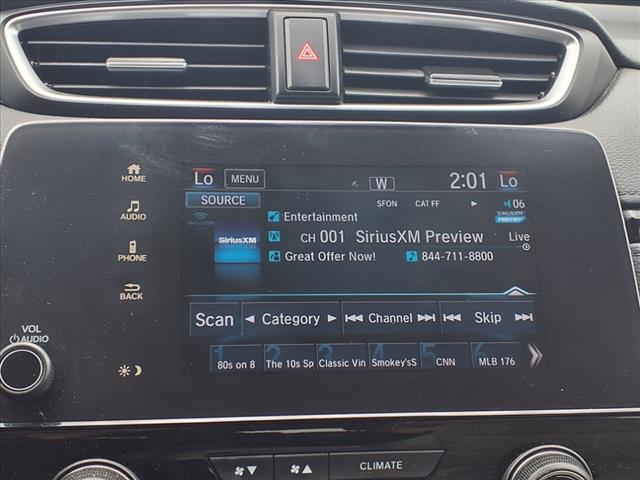 Lo MENU W 2:01 Lo
HOME
SOURCE SFON CAT FF 06
SIRIUSXM PREVIEW
AUDIO
Entertainment
SiriusXM CH 001 SiriusXM Preview Live
Great Offer Now! 844-711-8800
PHONE
BACK
Scan Category Channel Skip
VOL
AUDIO
1 2 3 4 5 6
80s on 8 The 10s Sp Classic Vin Smokey'sS CNN MLB 176
CLIMATE